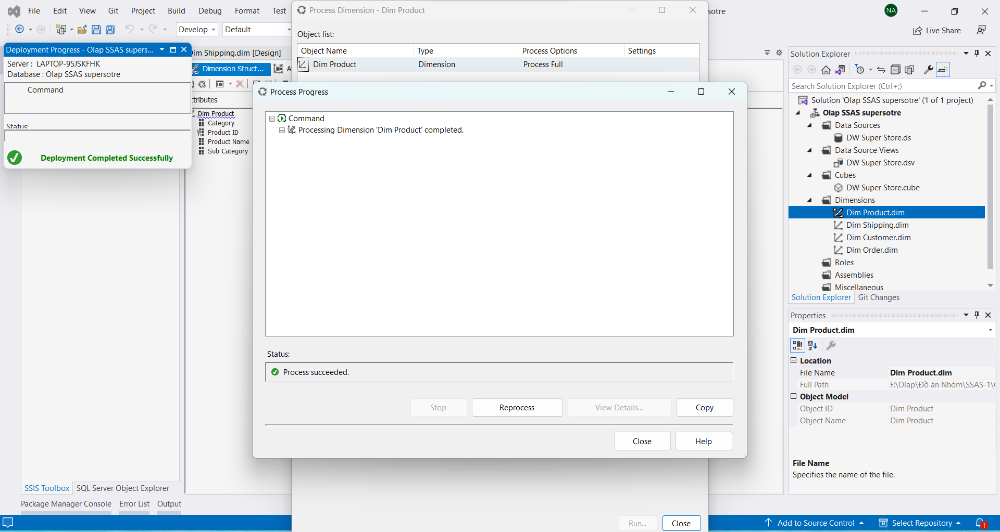 File Edit View Git Project Build Debug Format Test
Process Dimension - Dim Product
sotre
NA
Develop Default
Live Share
Object list:
Object Name Type Process Options Settings
Dim Product Dimension Process Full
Deployment Progress - Olap SSAS supers...
Server : LAPTOP-95JSKFHK
Database : Olap SSAS supersotre
Command
Status:
Deployment Completed Successfully
im Shipping.dim [Design]
Dimension Struct...
A
ttributes
Dim Product
Category
Product ID
Product Name
Sub Category
Process Progress
Command
Processing Dimension 'Dim Product' completed.
Status:
Process succeeded.
Stop Reprocess View Details... Copy
Close Help
Run... Close
Solution Explorer
Search Solution Explorer (Ctrl+;)
Solution 'Olap SSAS supersotre' (1 of 1 project)
Olap SSAS supersotre
Data Sources
DW Super Store.ds
Data Source Views
DW Super Store.dsv
Cubes
DW Super Store.cube
Dimensions
Dim Product.dim
Dim Shipping.dim
Dim Customer.dim
Dim Order.dim
Roles
Assemblies
Miscellaneous
Solution Explorer Git Changes
Properties
Dim Product.dim
Location
File Name Dim Product.dim
Full Path F:\Olap\Đồ án Nhóm\SSAS-1\
Object Model
Object ID Dim Product
Object Name Dim Product
File Name
Specifies the name of the file.
SSIS Toolbox SQL Server Object Explorer
Package Manager Console Error List Output
Add to Source Control Select Repository 1